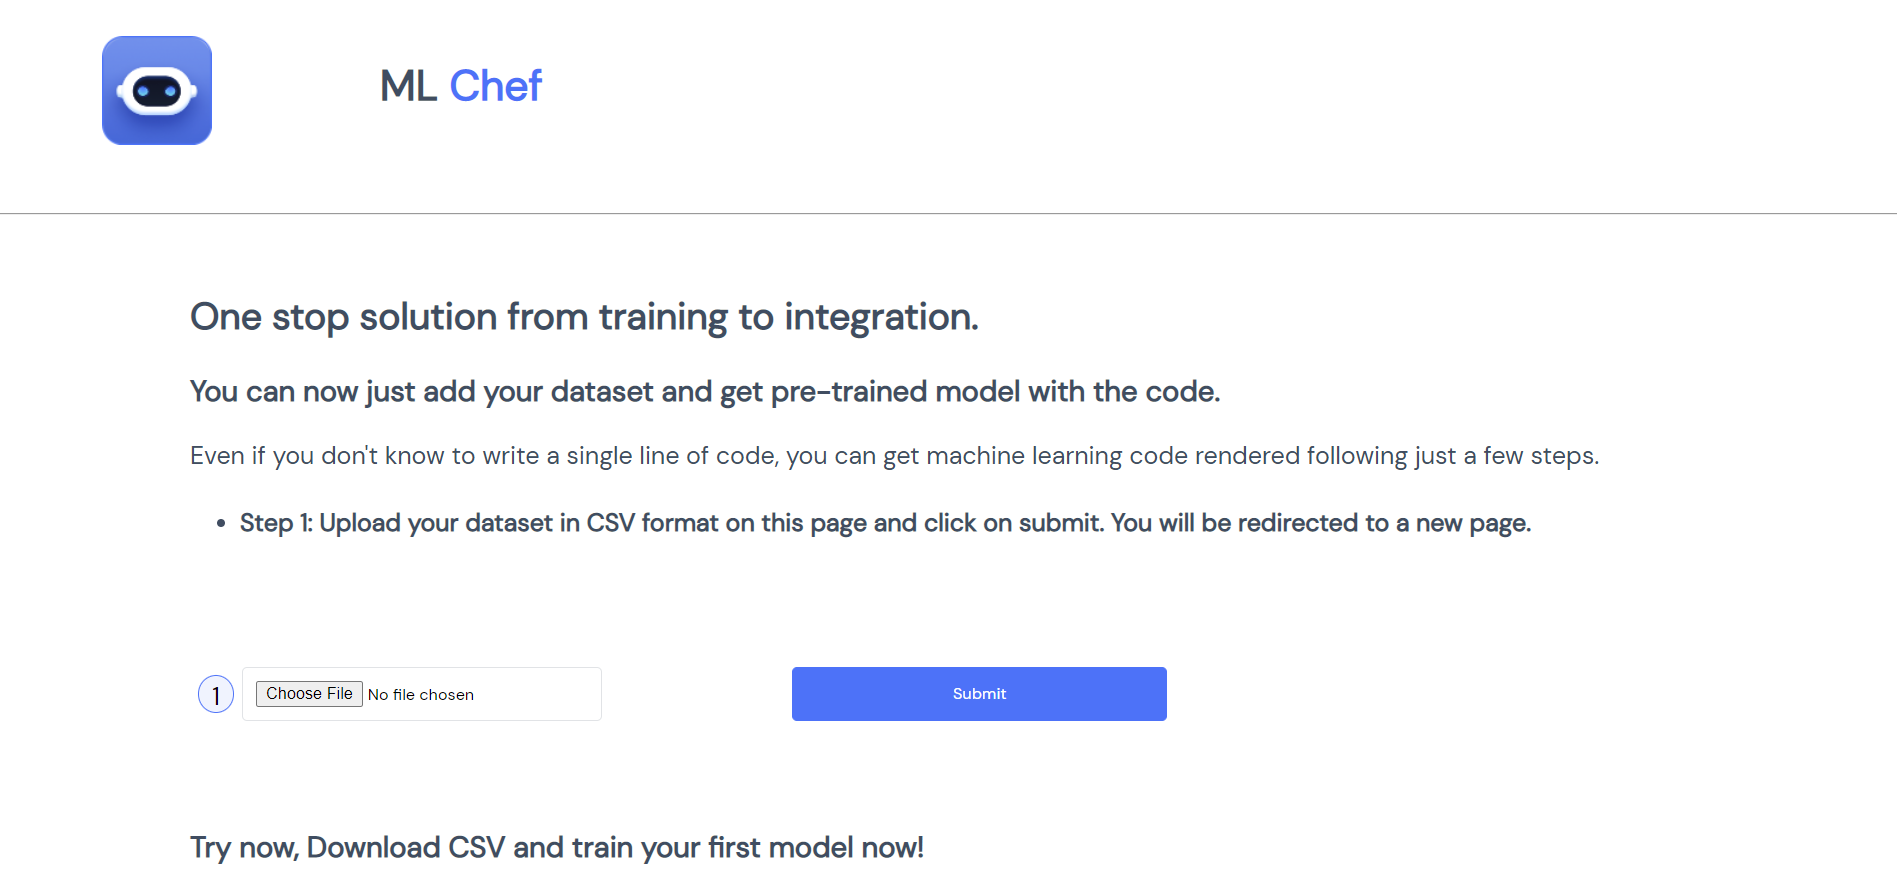 ML Chef
One stop solution from training to integration.
You can now just add your dataset and get pre-trained model with the code.
Even if you don't know to write a single line of code, you can get machine learning code rendered following just a few steps.
• Step 1: Upload your dataset in CSV format on this page and click on submit. You will be redirected to a new page.
1 Choose File No file chosen Submit
Try now, Download CSV and train your first model now!